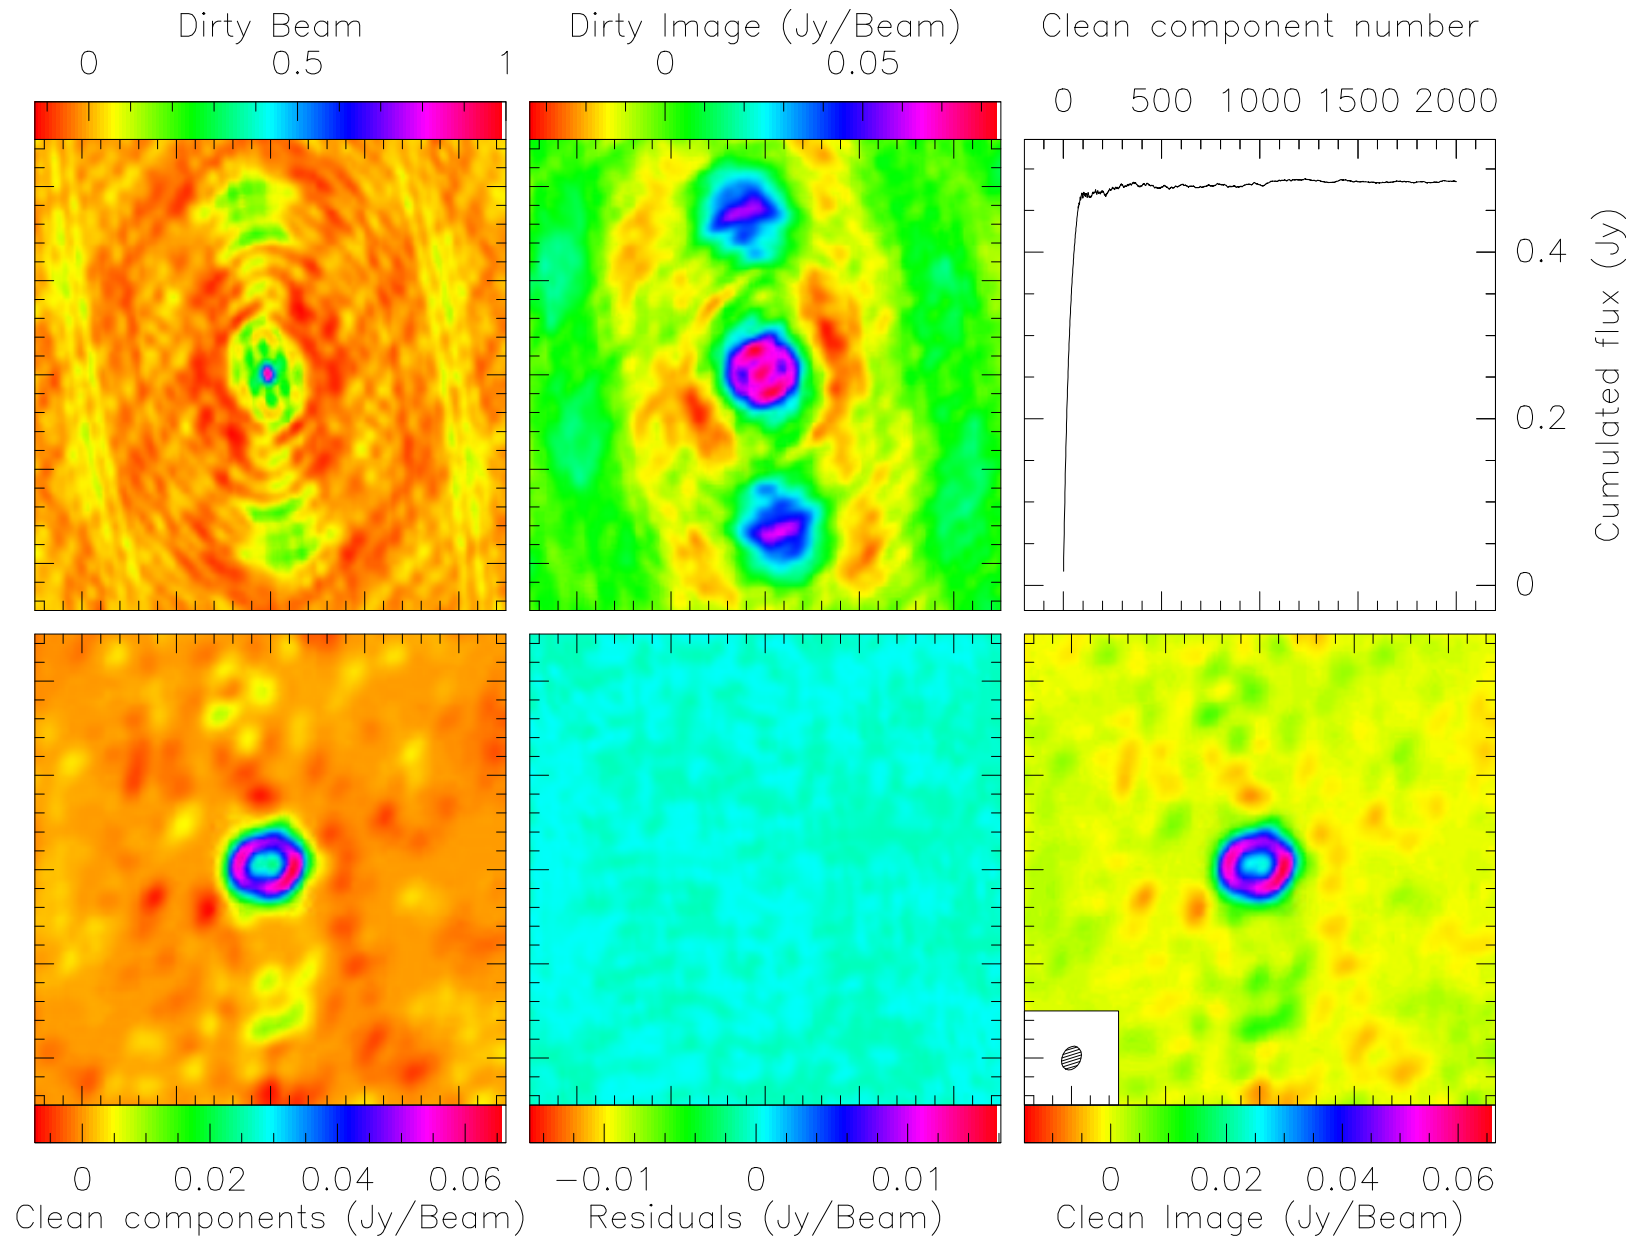 Dirty Beam
0 0.5 1
Dirty Image (Jy/Beam)
0 0.05
Clean component number
0 500 1000 1500 2000
0.4
0.2
0
Cumulated flux (Jy)
0 0.02 0.04 0.06
Clean components (Jy/Beam)
−0.01 0 0.01
Residuals (Jy/Beam)
0 0.02 0.04 0.06
Clean Image (Jy/Beam)